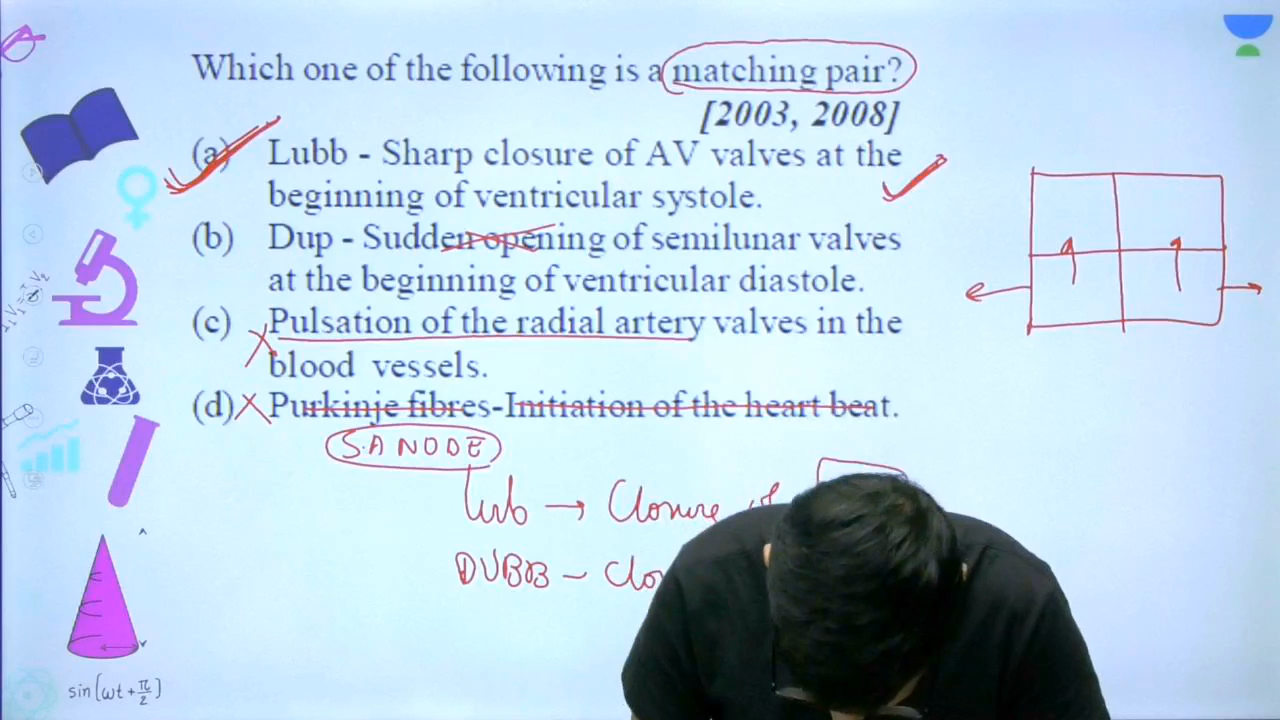 Which one of the following is a matching pair?
[2003, 2008]
(a) Lubb - Sharp closure of AV valves at the
beginning of ventricular systole.
(b) Dup - Sudden opening of semilunar valves
at the beginning of ventricular diastole.
(c) Pulsation of the radial artery valves in the
blood vessels.
(d) Purkinje fibres-Initiation of the heart beat.
S.A NODE
Lub → Closure of
DUBB - Clo
sin(ωt + π/2)